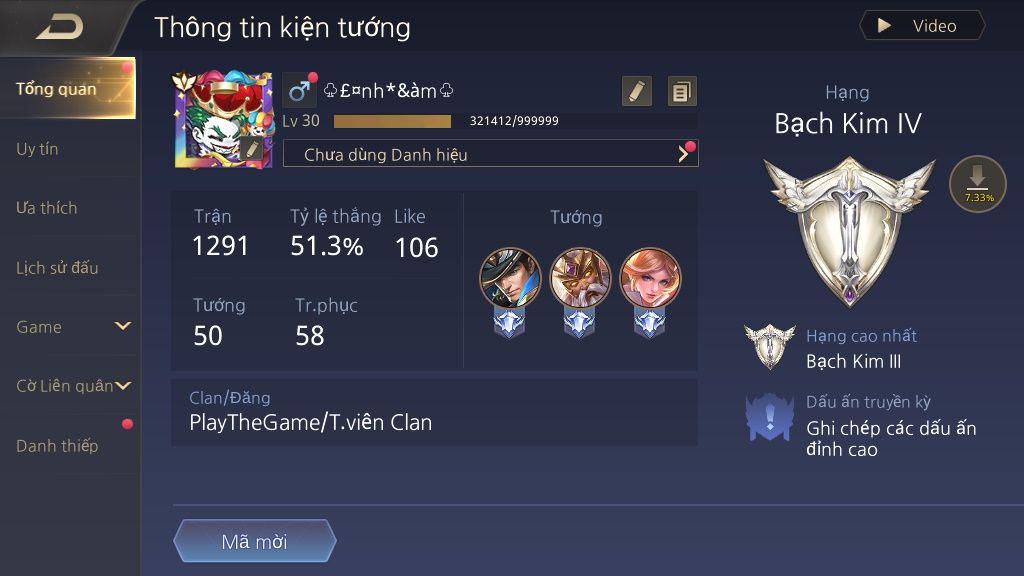 Thông tin kiện tướng
Video
Tổng quan
Uy tín
Ưa thích
Lịch sử đấu
Game
Cờ Liên quân
Danh thiếp
♧£¤nh*&àm♧
Lv 30
321412/999999
Chưa dùng Danh hiệu
Trận
Tỷ lệ thắng
Like
1291
51.3%
106
Tướng
50
Tr.phục
58
Tướng
Clan/Đăng
PlayTheGame/T.viên Clan
Mã mời
Hạng
Bạch Kim IV
7.33%
Hạng cao nhất
Bạch Kim III
Dấu ấn truyền kỳ
Ghi chép các dấu ấn
đỉnh cao